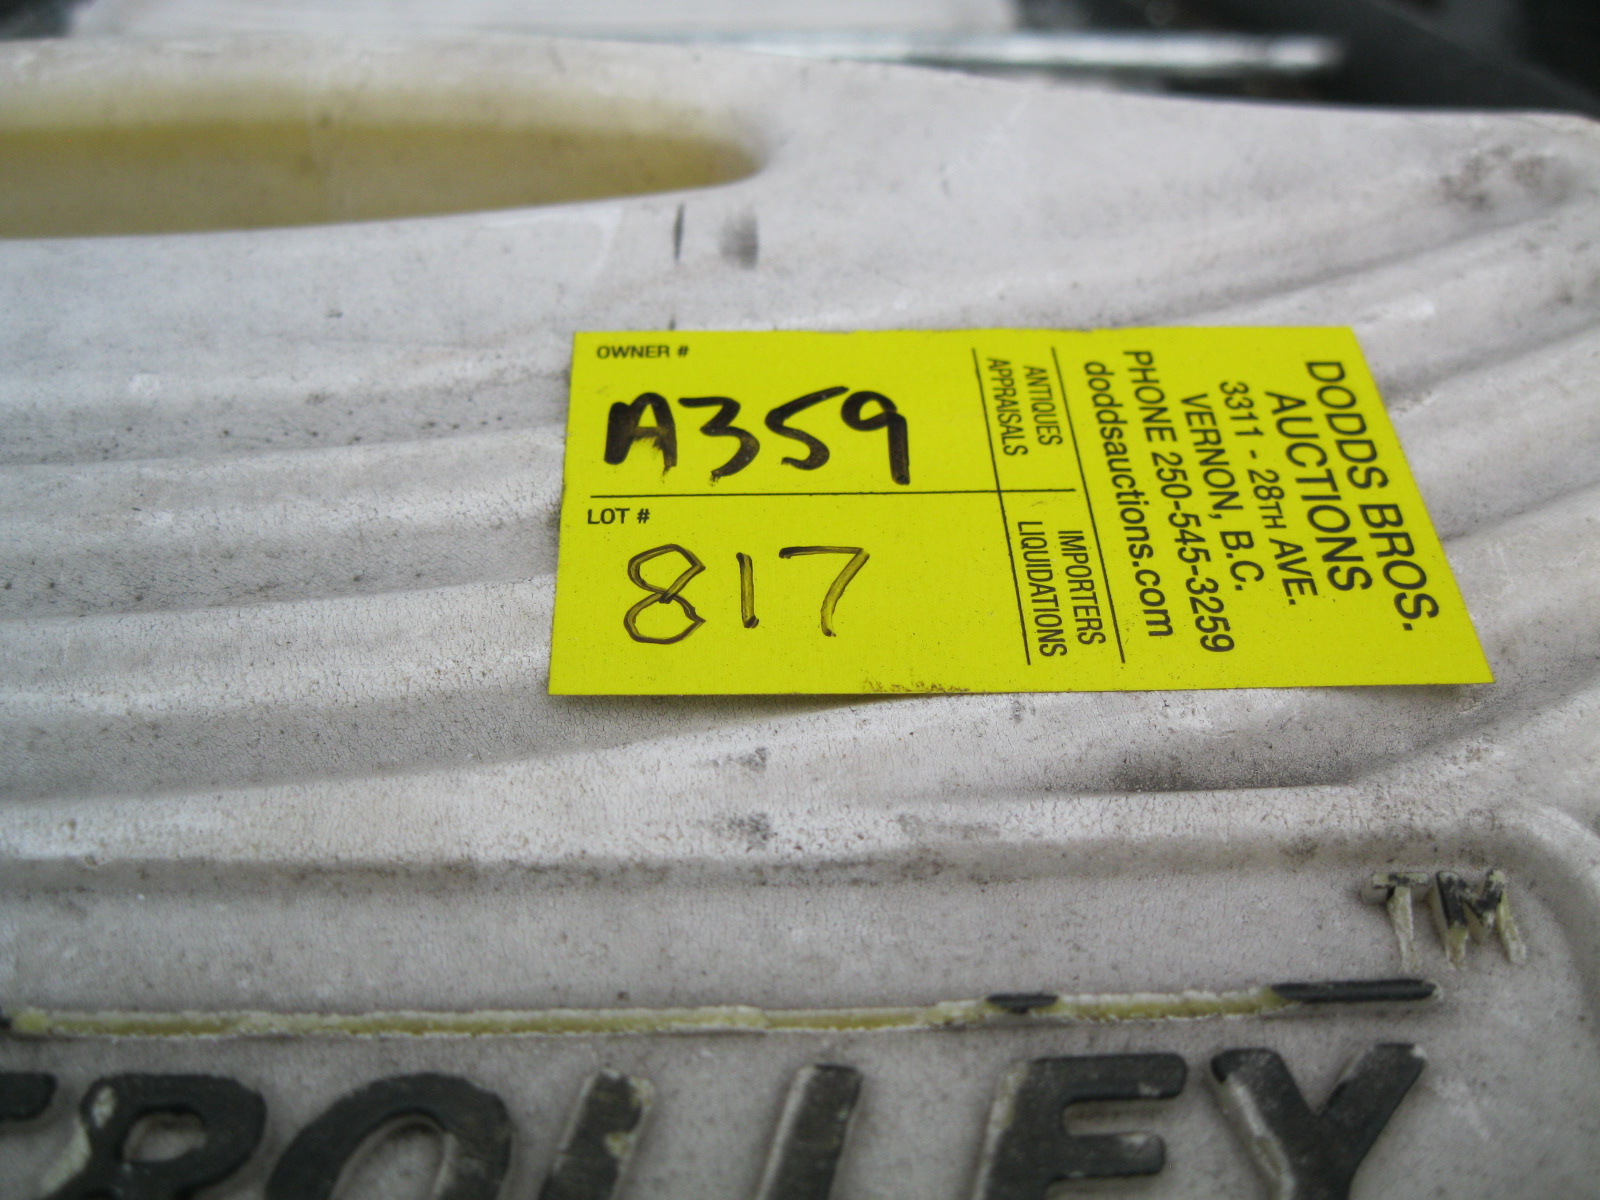 OWNER #
A359
LOT #
817
ANTIQUES
APPRAISALS
IMPORTERS
LIQUIDATIONS
DODDS BROS.
AUCTIONS
3311 - 28TH AVE.
VERNON, B.C.
PHONE 250-545-3259
doddsauctions.com
TM
TROLLEY